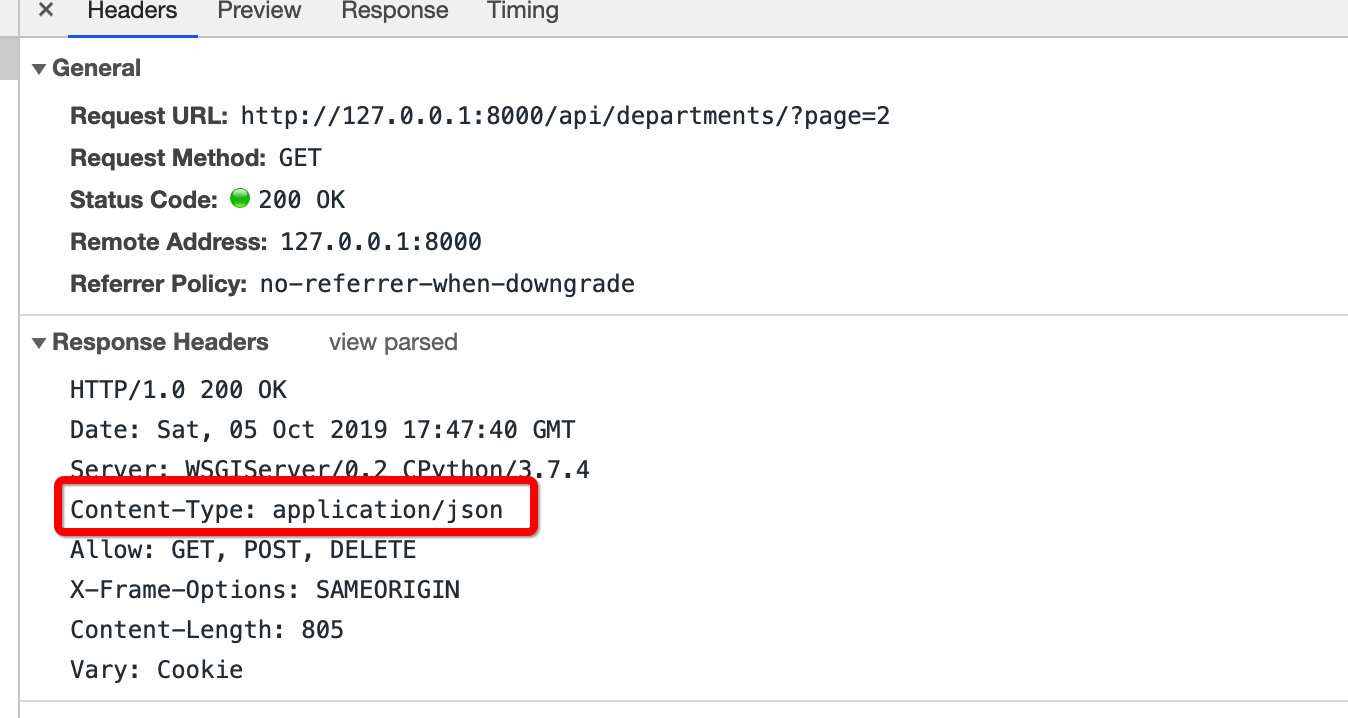 × Headers Preview Response Timing
▼ General
Request URL: http://127.0.0.1:8000/api/departments/?page=2
Request Method: GET
Status Code: 200 OK
Remote Address: 127.0.0.1:8000
Referrer Policy: no-referrer-when-downgrade
▼ Response Headers view parsed
HTTP/1.0 200 OK
Date: Sat, 05 Oct 2019 17:47:40 GMT
Server: WSGIServer/0.2 CPython/3.7.4
Content-Type: application/json
Allow: GET, POST, DELETE
X-Frame-Options: SAMEORIGIN
Content-Length: 805
Vary: Cookie